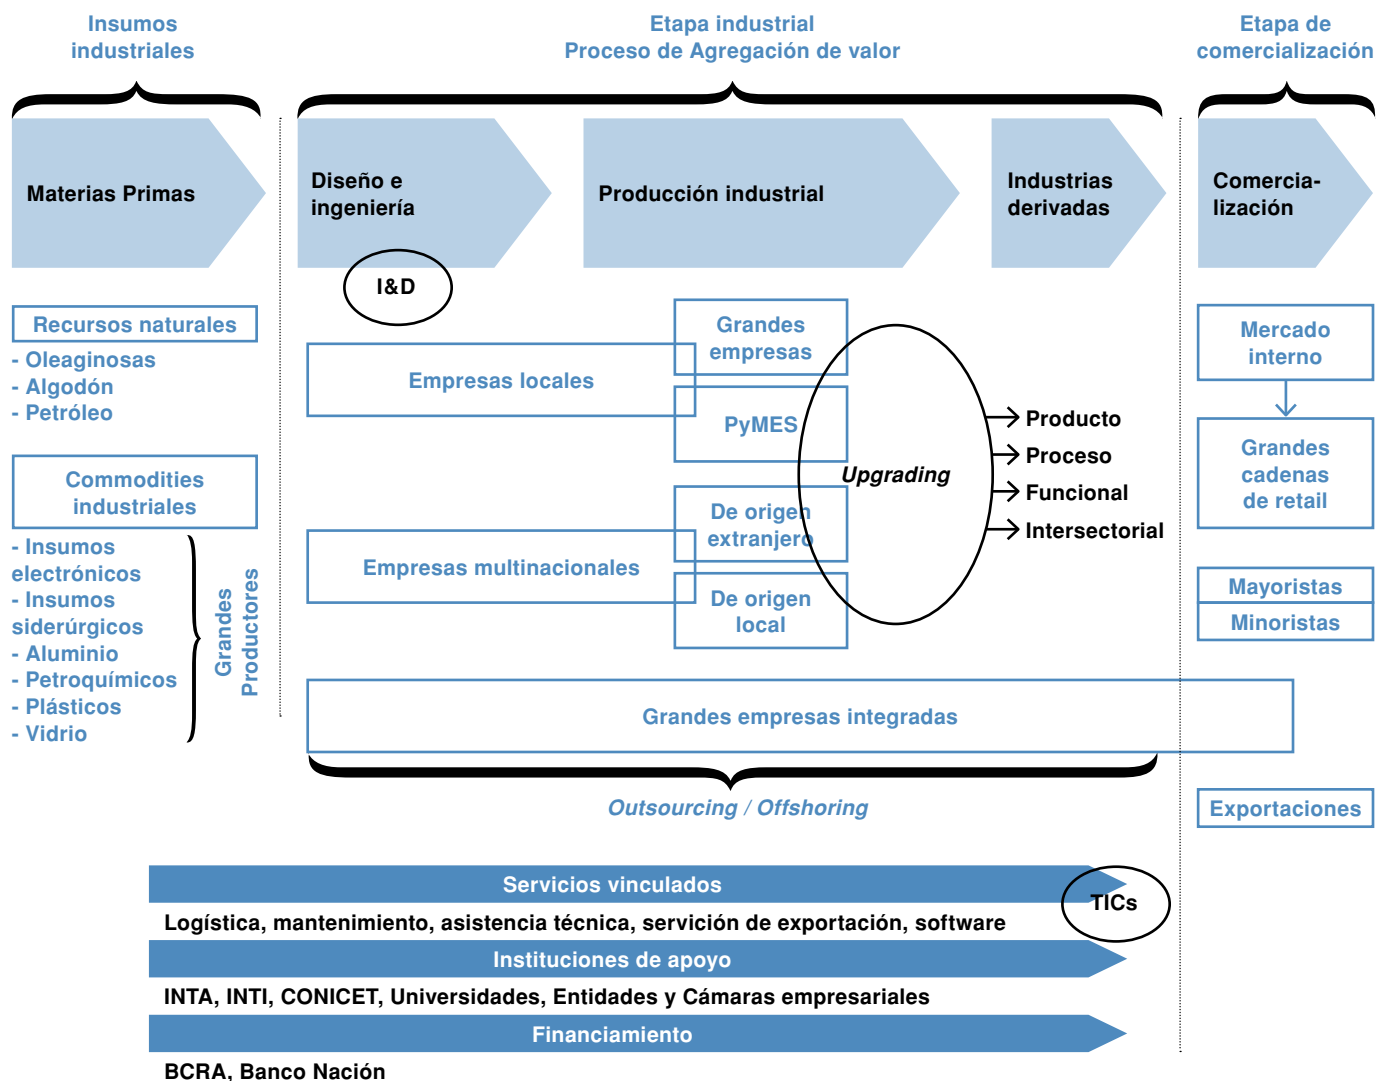 Insumos
industriales
Etapa industrial
Proceso de Agregación de valor
Etapa de
comercialización
Materias Primas
Diseño e
ingeniería
Producción industrial
Industrias
derivadas
Comercia-
lización
I&D
Recursos naturales
- Oleaginosas
- Algodón
- Petróleo
Commodities
industriales
- Insumos
electrónicos
- Insumos
siderúrgicos
- Aluminio
- Petroquímicos
- Plásticos
- Vidrio
Grandes
Productores
Empresas locales
Grandes
empresas
PyMES
Empresas multinacionales
De origen
extranjero
De origen
local
Upgrading
Producto
Proceso
Funcional
Intersectorial
Grandes empresas integradas
Outsourcing / Offshoring
Mercado
interno
Grandes
cadenas
de retail
Mayoristas
Minoristas
Exportaciones
Servicios vinculados
TICs
Logística, mantenimiento, asistencia técnica, servición de exportación, software
Instituciones de apoyo
INTA, INTI, CONICET, Universidades, Entidades y Cámaras empresariales
Financiamiento
BCRA, Banco Nación